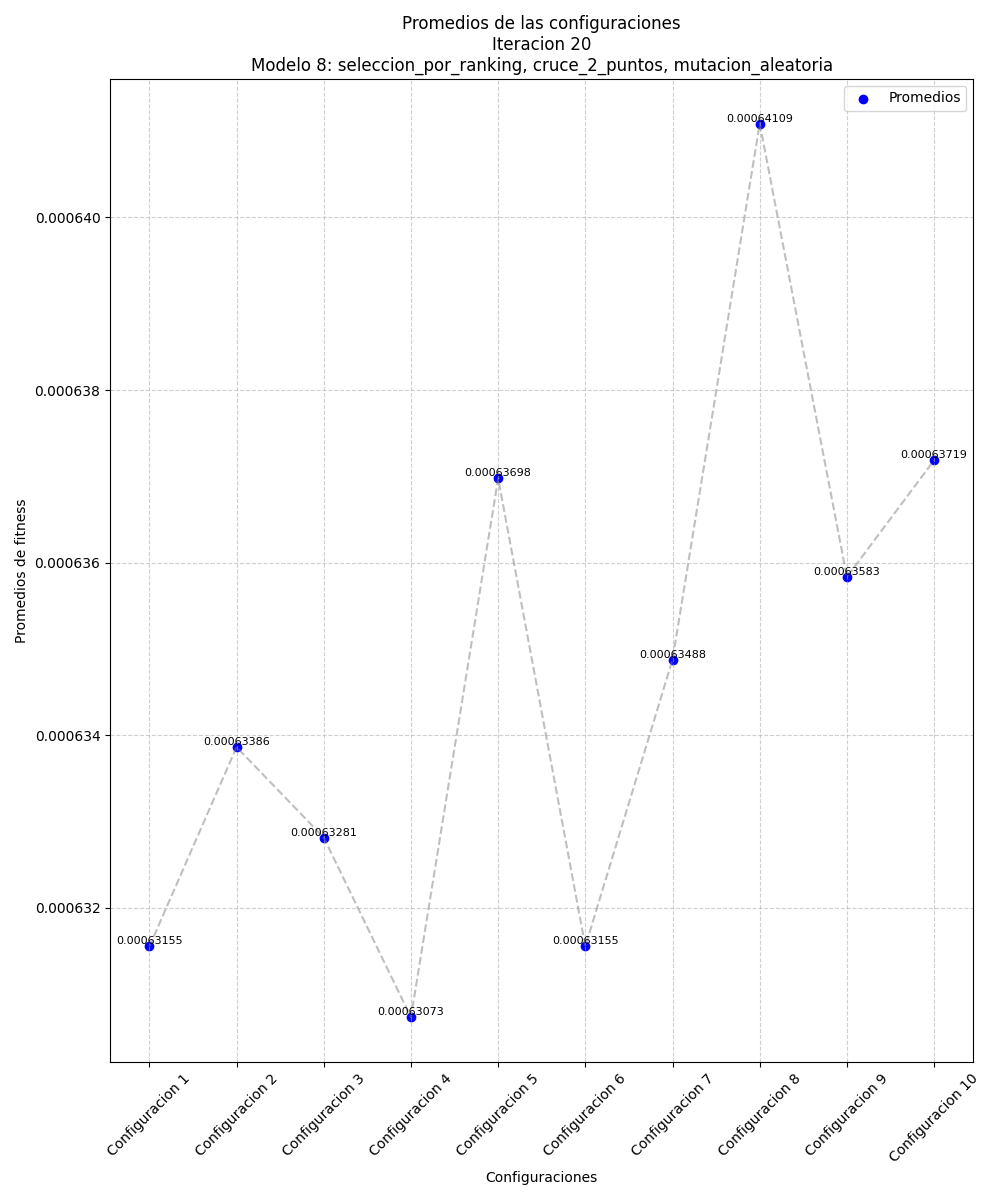 Promedios de las configuraciones
Iteracion 20
Modelo 8: seleccion_por_ranking, cruce_2_puntos, mutacion_aleatoria
Promedios
0.00064109
0.000640
0.000638
0.00063698
0.00063719
0.000636
0.00063583
0.00063488
0.000634
0.00063386
0.00063281
0.000632
0.00063155
0.00063155
0.00063073
Promedios de fitness
Configuracion 1
Configuracion 2
Configuracion 3
Configuracion 4
Configuracion 5
Configuracion 6
Configuracion 7
Configuracion 8
Configuracion 9
Configuracion 10
Configuraciones